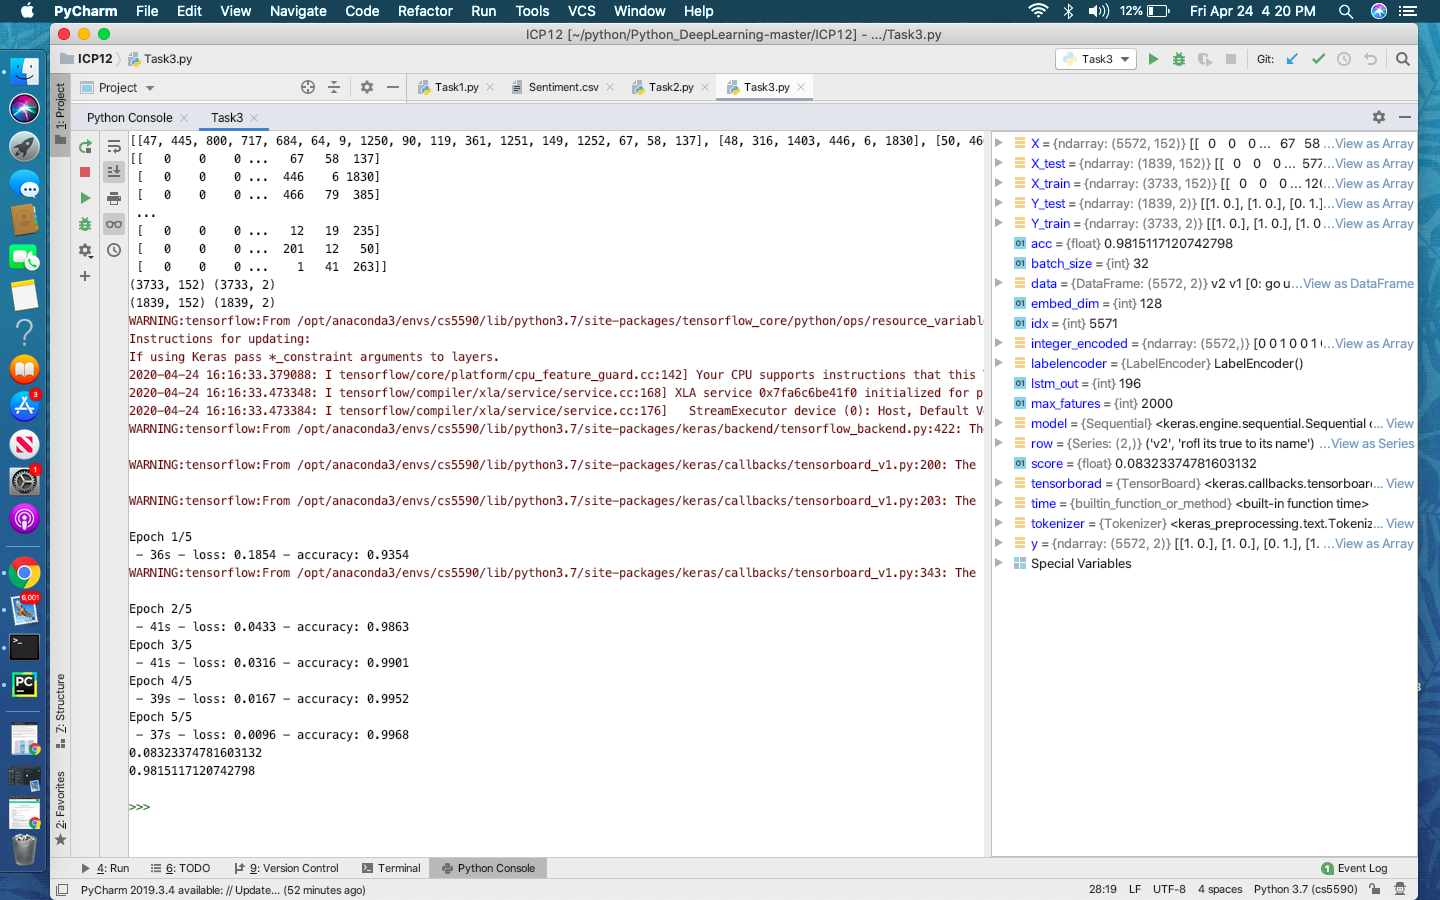 PyCharm File Edit View Navigate Code Refactor Run Tools VCS Window Help 12% Fri Apr 24 4:20 PM
ICP12 [~/python/Python_DeepLearning-master/ICP12] - .../Task3.py
ICP12 Task3.py Task3 Git:
1: Project
Project Task1.py Sentiment.csv Task2.py Task3.py
Python Console Task3
[[47, 445, 800, 717, 684, 64, 9, 1250, 90, 119, 361, 1251, 149, 1252, 67, 58, 137], [48, 316, 1403, 446, 6, 1830], [50, 46
[[ 0 0 0 ... 67 58 137]
[ 0 0 0 ... 446 6 1830]
[ 0 0 0 ... 466 79 385]
...
[ 0 0 0 ... 12 19 235]
[ 0 0 0 ... 201 12 50]
[ 0 0 0 ... 1 41 263]]
(3733, 152) (3733, 2)
(1839, 152) (1839, 2)
WARNING:tensorflow:From /opt/anaconda3/envs/cs5590/lib/python3.7/site-packages/tensorflow_core/python/ops/resource_variabl
Instructions for updating:
If using Keras pass *_constraint arguments to layers.
2020-04-24 16:16:33.379088: I tensorflow/core/platform/cpu_feature_guard.cc:142] Your CPU supports instructions that this
2020-04-24 16:16:33.473348: I tensorflow/compiler/xla/service/service.cc:168] XLA service 0x7fa6c6be41f0 initialized for p
2020-04-24 16:16:33.473384: I tensorflow/compiler/xla/service/service.cc:176] StreamExecutor device (0): Host, Default V
WARNING:tensorflow:From /opt/anaconda3/envs/cs5590/lib/python3.7/site-packages/keras/backend/tensorflow_backend.py:422: Th
WARNING:tensorflow:From /opt/anaconda3/envs/cs5590/lib/python3.7/site-packages/keras/callbacks/tensorboard_v1.py:200: The
WARNING:tensorflow:From /opt/anaconda3/envs/cs5590/lib/python3.7/site-packages/keras/callbacks/tensorboard_v1.py:203: The
Epoch 1/5
- 36s - loss: 0.1854 - accuracy: 0.9354
WARNING:tensorflow:From /opt/anaconda3/envs/cs5590/lib/python3.7/site-packages/keras/callbacks/tensorboard_v1.py:343: The
Epoch 2/5
- 41s - loss: 0.0433 - accuracy: 0.9863
Epoch 3/5
- 41s - loss: 0.0316 - accuracy: 0.9901
Epoch 4/5
- 39s - loss: 0.0167 - accuracy: 0.9952
Epoch 5/5
- 37s - loss: 0.0096 - accuracy: 0.9968
0.08323374781603132
0.9815117120742798
>>>
X = {ndarray: (5572, 152)} [[ 0 0 0 ... 67 58 ...View as Array
X_test = {ndarray: (1839, 152)} [[ 0 0 0 ... 577 ...View as Array
X_train = {ndarray: (3733, 152)} [[ 0 0 0 ... 120 ...View as Array
Y_test = {ndarray: (1839, 2)} [[1. 0.], [1. 0.], [0. 1.] ...View as Array
Y_train = {ndarray: (3733, 2)} [[1. 0.], [1. 0.], [1. 0 ...View as Array
01 acc = {float} 0.9815117120742798
01 batch_size = {int} 32
data = {DataFrame: (5572, 2)} v2 v1 [0: go u...View as DataFrame
01 embed_dim = {int} 128
01 idx = {int} 5571
integer_encoded = {ndarray: (5572,)} [0 0 1 0 0 1 ...View as Array
labelencoder = {LabelEncoder} LabelEncoder()
01 lstm_out = {int} 196
01 max_fatures = {int} 2000
model = {Sequential} <keras.engine.sequential.Sequential ... View
row = {Series: (2,)} ('v2', 'rofl its true to its name') ...View as Series
01 score = {float} 0.08323374781603132
tensorborad = {TensorBoard} <keras.callbacks.tensorboar... View
time = {builtin_function_or_method} <built-in function time>
tokenizer = {Tokenizer} <keras_preprocessing.text.Tokeniz... View
y = {ndarray: (5572, 2)} [[1. 0.], [1. 0.], [0. 1.], [1. ...View as Array
Special Variables
3
1
6,001
PC
Z: Structure
2: Favorites
4: Run 6: TODO 9: Version Control Terminal Python Console 1 Event Log
PyCharm 2019.3.4 available: // Update... (52 minutes ago) 28:19 LF UTF-8 4 spaces Python 3.7 (cs5590)